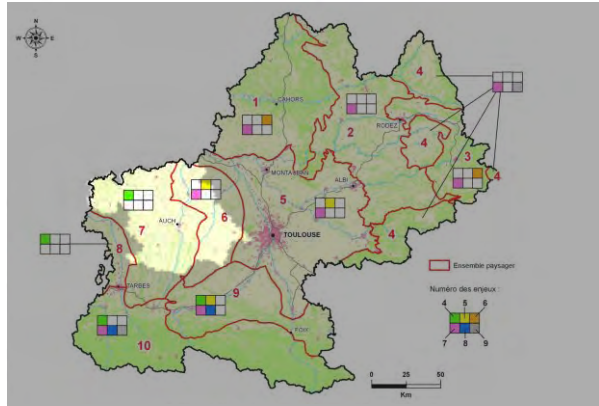 N
W E
S
4
1
CAHORS
2
RODEZ
4
3
4
MONTAUBAN
ALBI
5
6
AUCH
7
TOULOUSE
4
8
Ensemble paysager
TARBES
9
Numéro des enjeux :
4 5 6
7 8 9
FOIX
10
0 25 50
Km